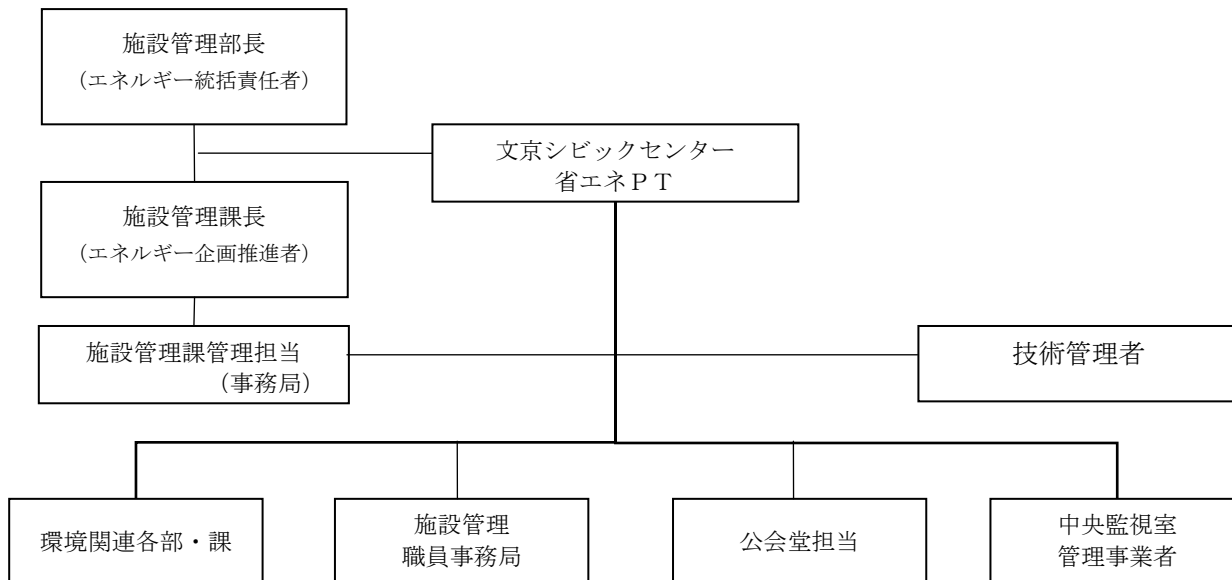 施設管理部長
（エネルギー統括責任者）
文京シビックセンター
省エネＰＴ
施設管理課長
（エネルギー企画推進者）
施設管理課管理担当
（事務局）
技術管理者
環境関連各部・課
施設管理
職員事務局
公会堂担当
中央監視室
管理事業者